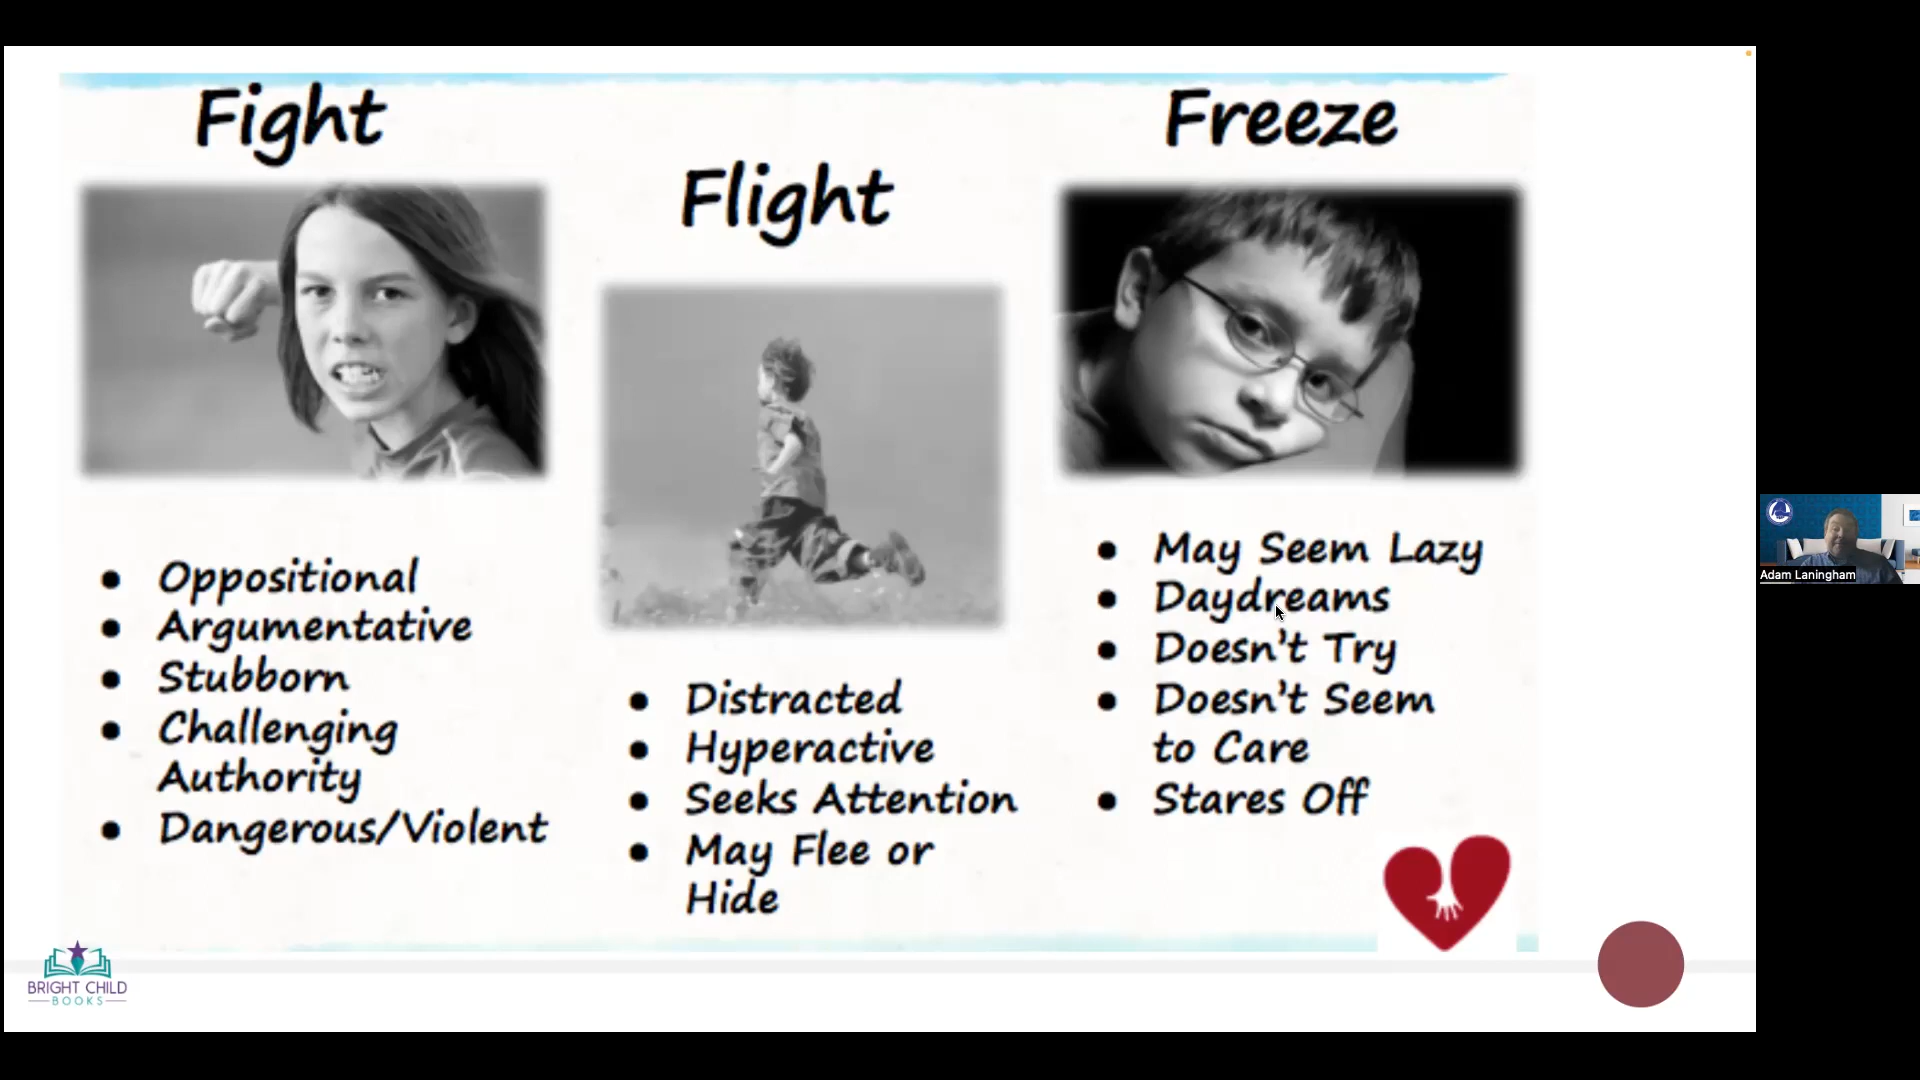 Fight
• Oppositional
• Argumentative
• Stubborn
• Challenging
Authority
• Dangerous/Violent
Flight
• Distracted
• Hyperactive
• Seeks Attention
• May Flee or
Hide
Freeze
• May Seem Lazy
• Daydreams
• Doesn't Try
• Doesn't Seem
to Care
• Stares Off
BRIGHT CHILD
BOOKS
Adam Laningham